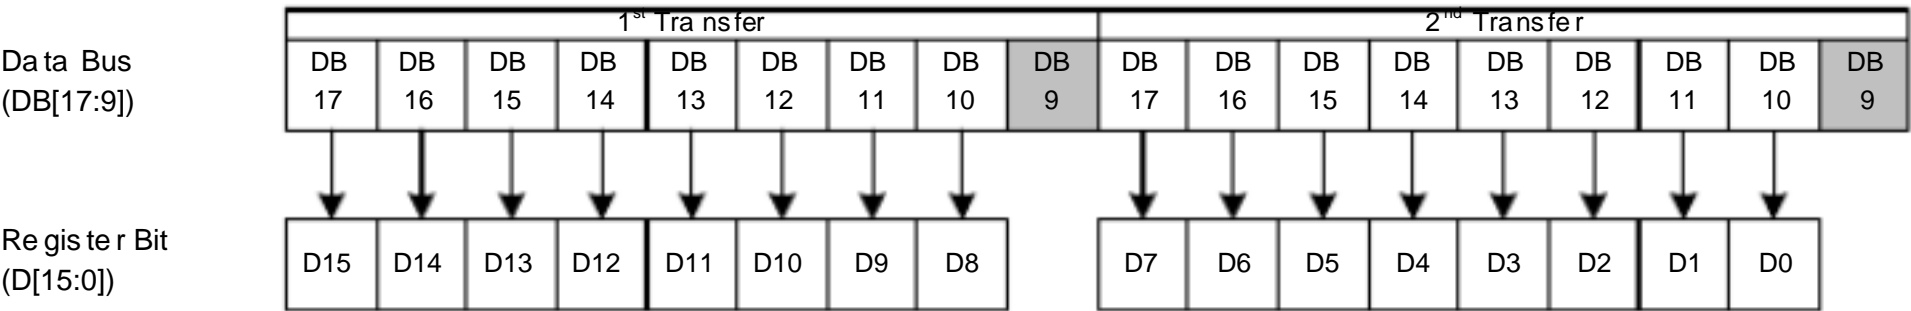 1st Transfer 2nd Transfer
Data Bus
(DB[17:9])
DB DB DB DB DB DB DB DB DB DB DB DB DB DB DB DB DB DB
17 16 15 14 13 12 11 10 9 17 16 15 14 13 12 11 10 9
Register Bit
(D[15:0])
D15 D14 D13 D12 D11 D10 D9 D8 D7 D6 D5 D4 D3 D2 D1 D0